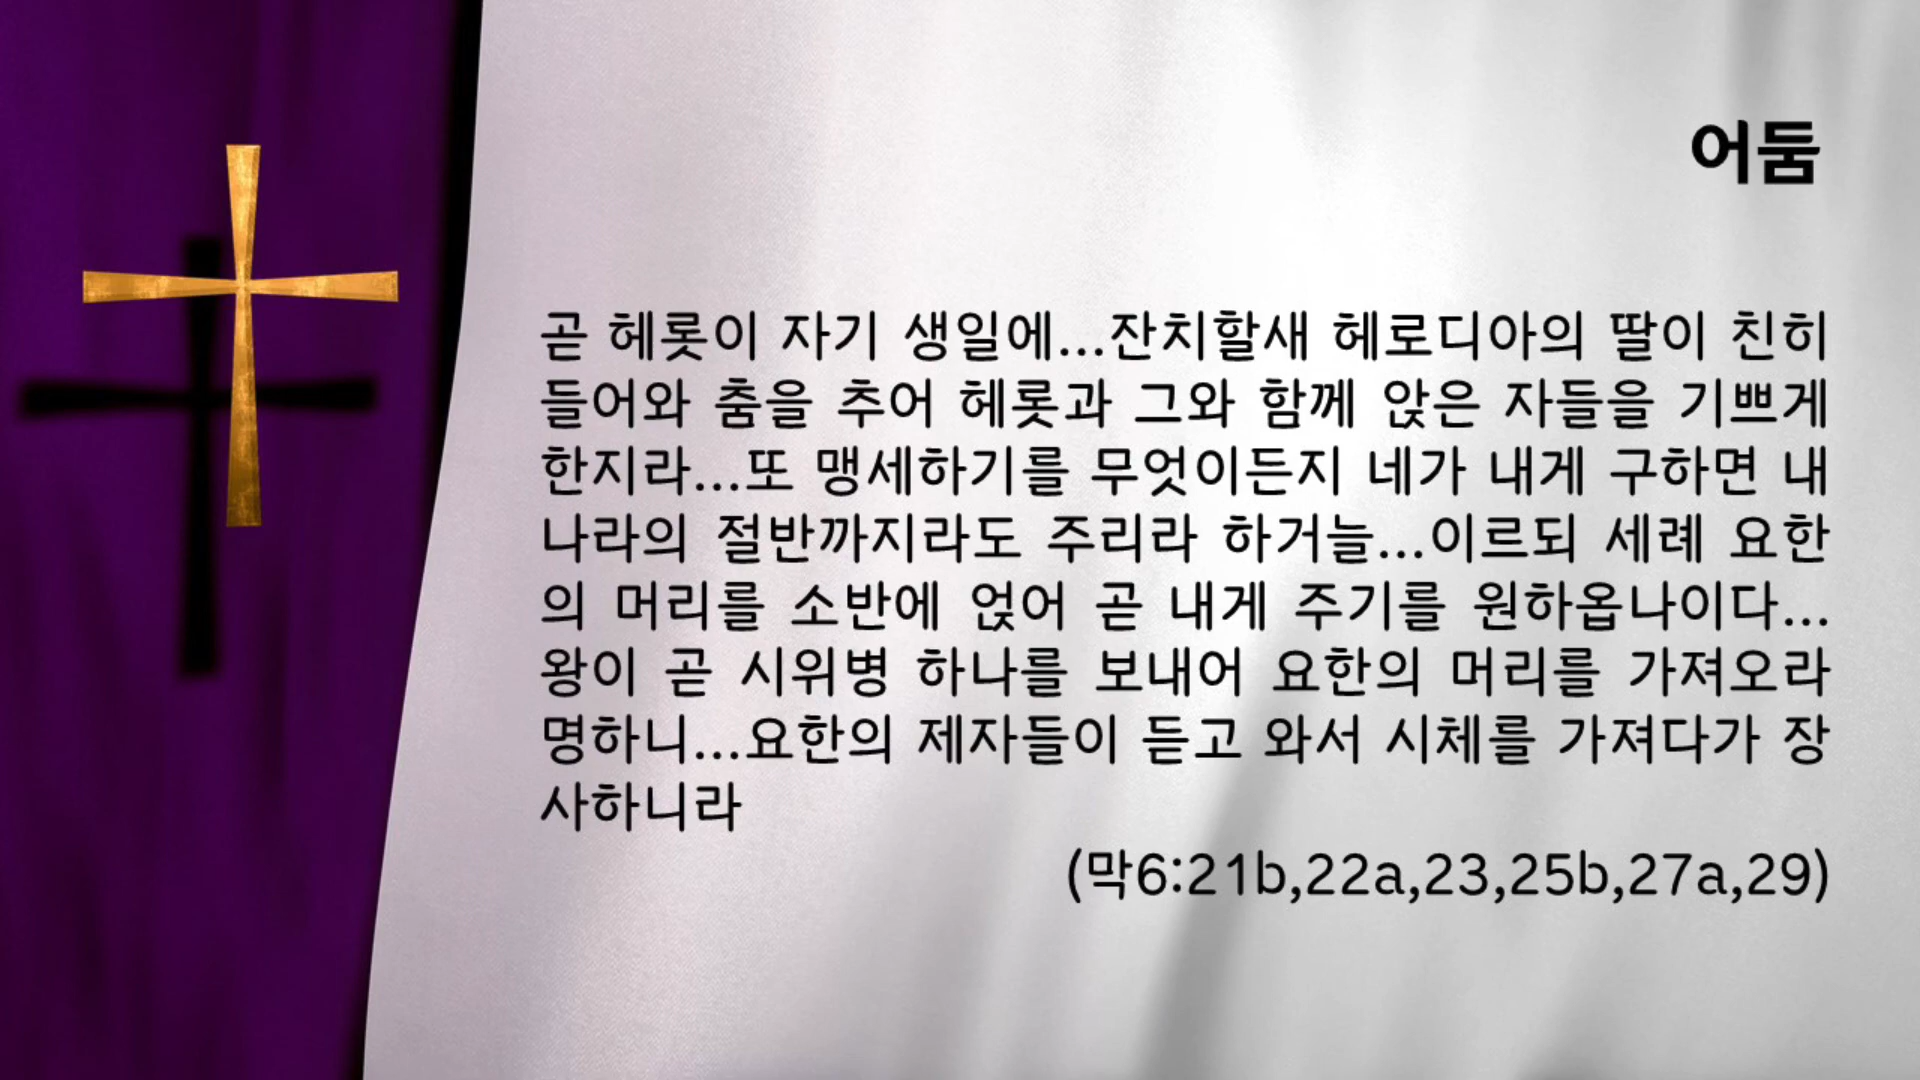 어둠
곧 헤롯이 자기 생일에...잔치할새 헤로디아의 딸이 친히
들어와 춤을 추어 헤롯과 그와 함께 앉은 자들을 기쁘게
한지라...또 맹세하기를 무엇이든지 네가 내게 구하면 내
나라의 절반까지라도 주리라 하거늘...이르되 세례 요한
의 머리를 소반에 얹어 곧 내게 주기를 원하옵나이다...
왕이 곧 시위병 하나를 보내어 요한의 머리를 가져오라
명하니...요한의 제자들이 듣고 와서 시체를 가져다가 장
사하니라
(막6:21b,22a,23,25b,27a,29)